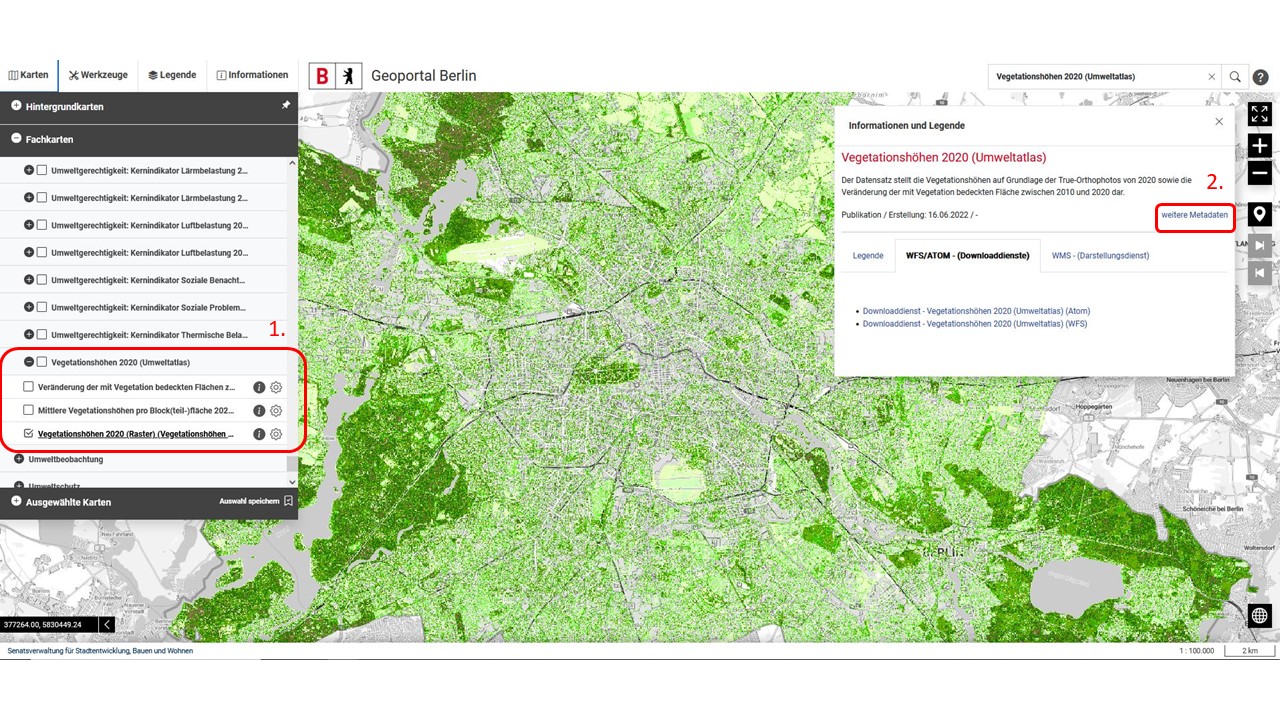 Karten
Werkzeuge
Legende
Informationen
B
Geoportal Berlin
Vegetationshöhen 2020 (Umweltatlas)
Hintergrundkarten
Fachkarten
Umweltgerechtigkeit: Kernindikator Lärmbelastung 2...
Umweltgerechtigkeit: Kernindikator Lärmbelastung 2...
Umweltgerechtigkeit: Kernindikator Luftbelastung 20...
Umweltgerechtigkeit: Kernindikator Luftbelastung 20...
Umweltgerechtigkeit: Kernindikator Soziale Benacht...
Umweltgerechtigkeit: Kernindikator Soziale Problem...
Umweltgerechtigkeit: Kernindikator Thermische Bela...
1.
Vegetationshöhen 2020 (Umweltatlas)
Veränderung der mit Vegetation bedeckten Flächen z...
Mittlere Vegetationshöhen pro Block(teil-)fläche 202...
Vegetationshöhen 2020 (Raster) (Vegetationshöhen ...
Umweltbeobachtung
Umweltschutz
Ausgewählte Karten
Auswahl speichern
Informationen und Legende
Vegetationshöhen 2020 (Umweltatlas)
Der Datensatz stellt die Vegetationshöhen auf Grundlage der True-Orthophotos von 2020 sowie die
Veränderung der mit Vegetation bedeckten Fläche zwischen 2010 und 2020 dar.
2.
Publikation / Erstellung: 16.06.2022 / -
weitere Metadaten
Legende
WFS/ATOM - (Downloaddienste)
WMS - (Darstellungsdienst)
Downloaddienst - Vegetationshöhen 2020 (Umweltatlas) (Atom)
Downloaddienst - Vegetationshöhen 2020 (Umweltatlas) (WFS)
Neuenhagen bei Berlin
Hoppegarten
Schöneiche bei Berlin
Woltersdorf
BERLIN
377264.00, 5830449.24
Senatsverwaltung für Stadtentwicklung, Bauen und Wohnen
1 : 100.000
2 km